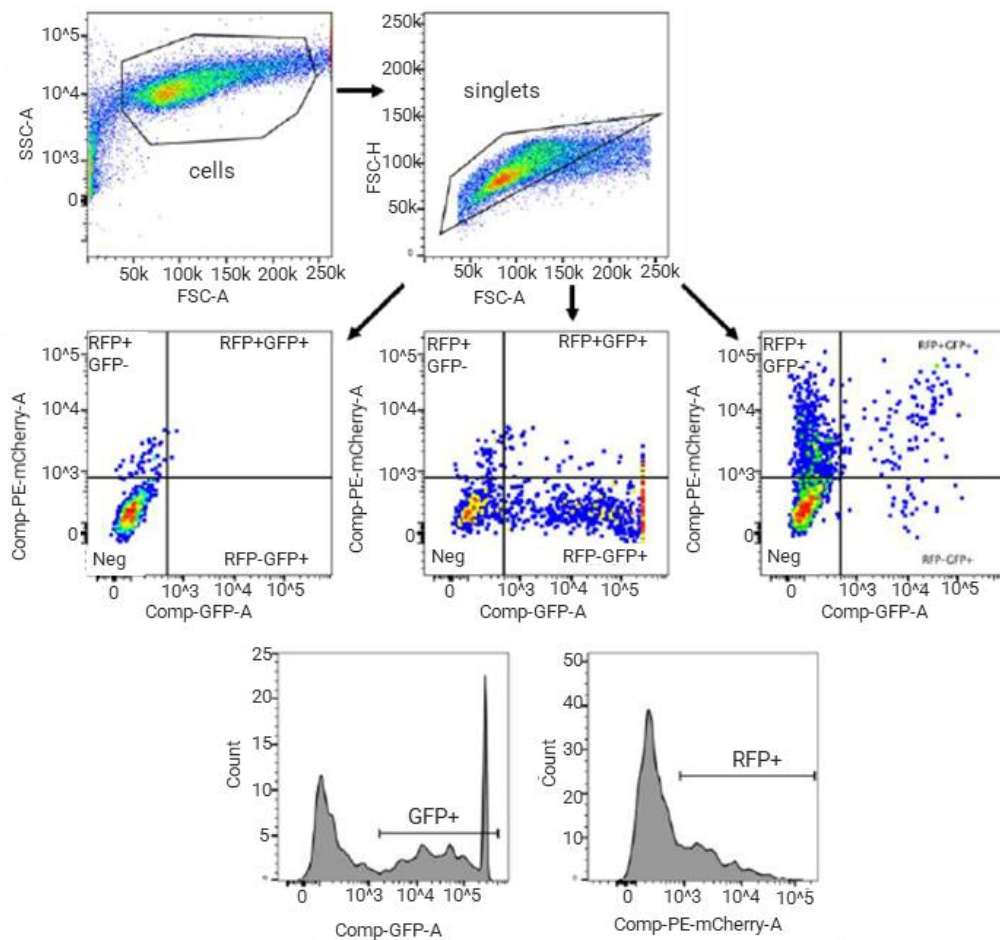 10^5
10^4
10^3
0
SSC-A
cells
50k 100k 150k 200k 250k
FSC-A
250k
200k
150k
100k
50k
0
FSC-H
singlets
50k 100k 150k 200k 250k
FSC-A
10^5
10^4
10^3
0
Comp-PE-mCherry-A
RFP+
GFP-
RFP+GFP+
Neg
RFP-GFP+
0 10^3 10^4 10^5
Comp-GFP-A
10^5
10^4
10^3
0
Comp-PE-mCherry-A
RFP+
GFP-
RFP+GFP+
Neg
RFP-GFP+
0 10^3 10^4 10^5
Comp-GFP-A
10^5
10^4
10^3
0
Comp-PE-mCherry-A
RFP+
GFP-
RFP+GFP+
Neg
RFP-GFP+
0 10^3 10^4 10^5
Comp-GFP-A
25
20
15
10
5
Count
GFP+
0 10^3 10^4 10^5
Comp-GFP-A
50
40
30
20
10
Count
RFP+
0 10^3 10^4 10^5
Comp-PE-mCherry-A